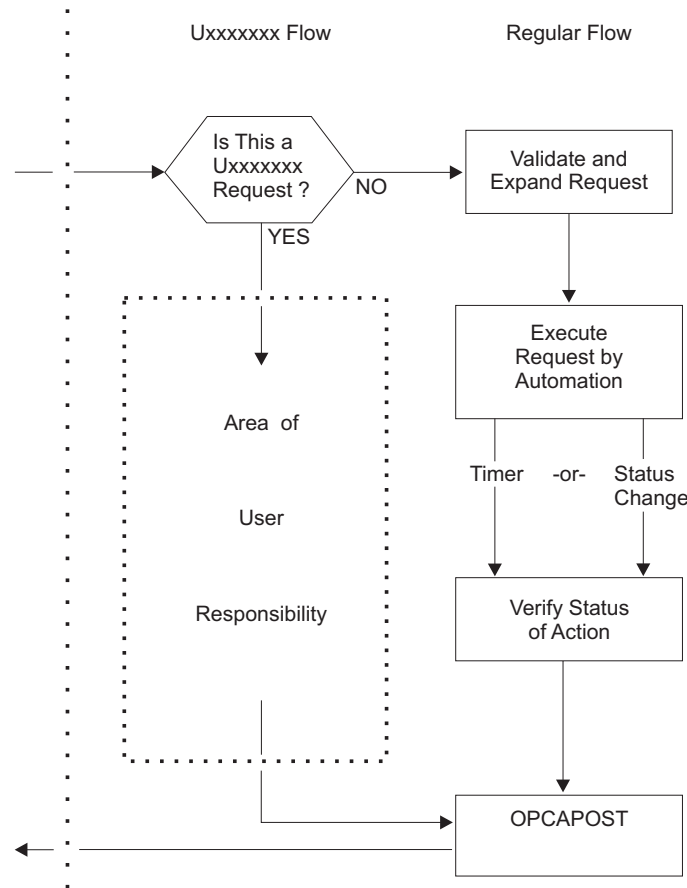 Uxxxxxxx Flow
Regular Flow
Is This a
Uxxxxxxx
Request ?
NO
YES
Validate and
Expand Request
Execute
Request by
Automation
Timer -or- Status
Change
Area of
User
Responsibility
Verify Status
of Action
OPCAPOST